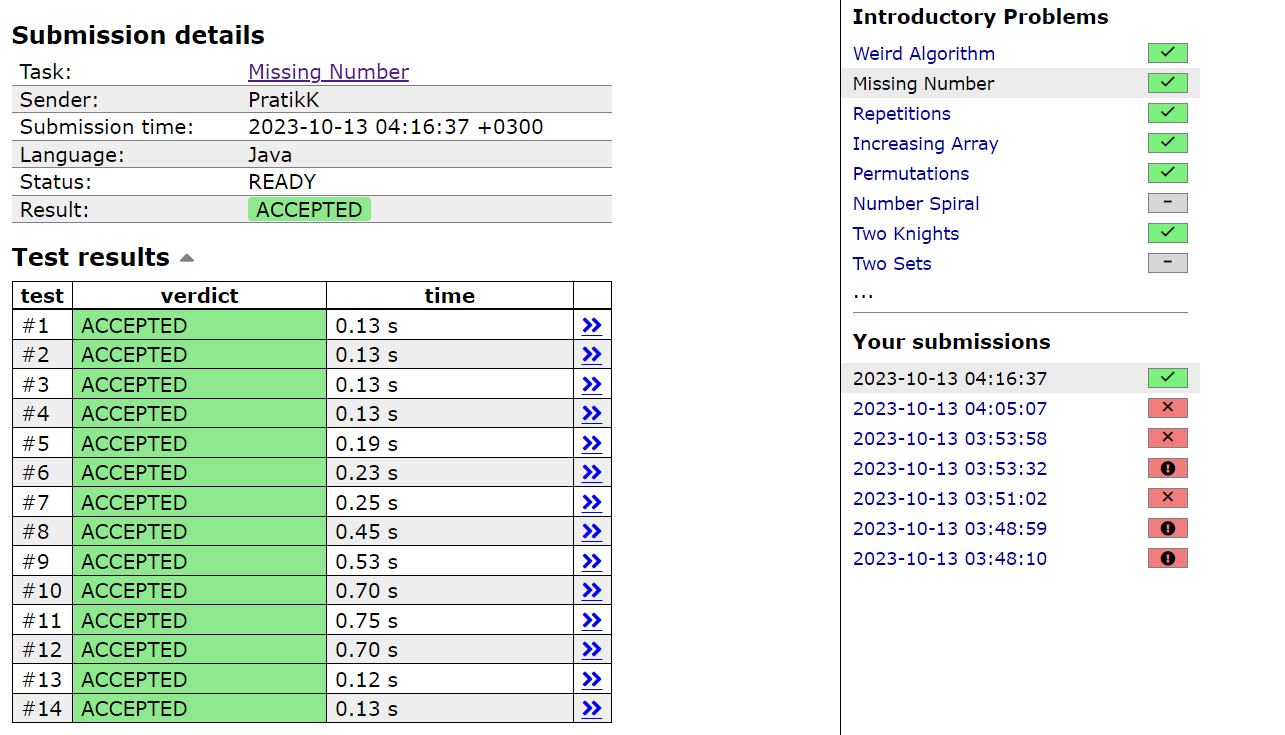 Submission details
Task: Missing Number
Sender: PratikK
Submission time: 2023-10-13 04:16:37 +0300
Language: Java
Status: READY
Result: ACCEPTED
Test results
test verdict time
#1 ACCEPTED 0.13 s
#2 ACCEPTED 0.13 s
#3 ACCEPTED 0.13 s
#4 ACCEPTED 0.13 s
#5 ACCEPTED 0.19 s
#6 ACCEPTED 0.23 s
#7 ACCEPTED 0.25 s
#8 ACCEPTED 0.45 s
#9 ACCEPTED 0.53 s
#10 ACCEPTED 0.70 s
#11 ACCEPTED 0.75 s
#12 ACCEPTED 0.70 s
#13 ACCEPTED 0.12 s
#14 ACCEPTED 0.13 s
Introductory Problems
Weird Algorithm
Missing Number
Repetitions
Increasing Array
Permutations
Number Spiral –
Two Knights
Two Sets –
...
Your submissions
2023-10-13 04:16:37
2023-10-13 04:05:07
2023-10-13 03:53:58
2023-10-13 03:53:32
2023-10-13 03:51:02
2023-10-13 03:48:59
2023-10-13 03:48:10